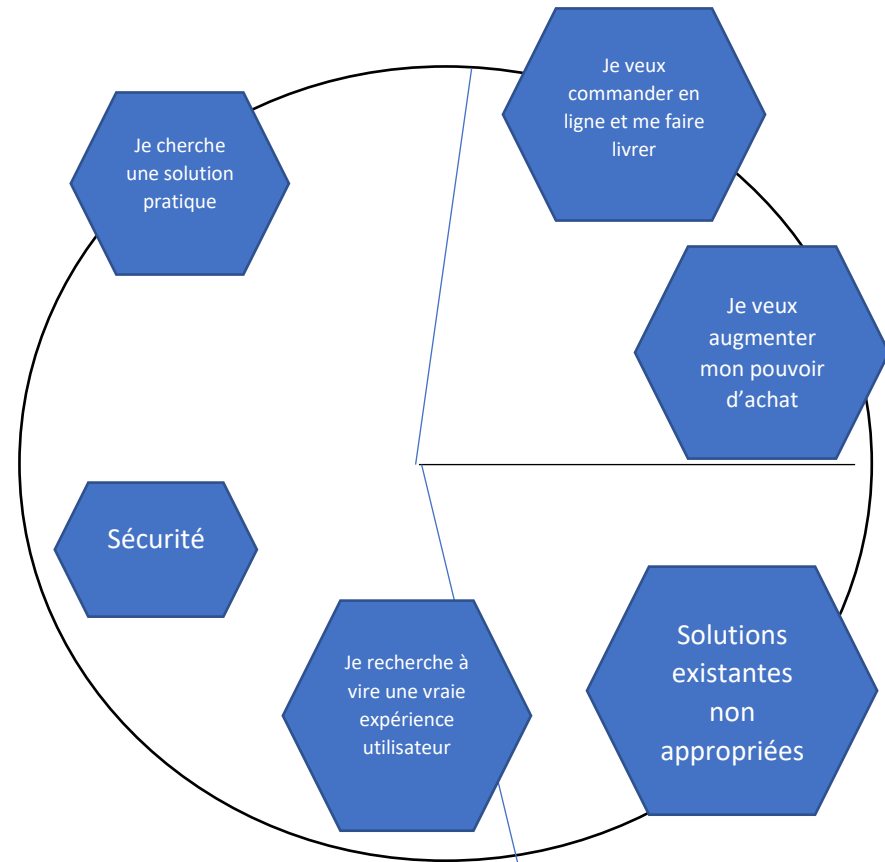 Je veux
commander en
ligne et me faire
livrer
Je cherche
une solution
pratique
Je veux
augmenter
mon pouvoir
d’achat
Sécurité
Je recherche à
vire une vraie
expérience
utilisateur
Solutions
existantes
non
appropriées